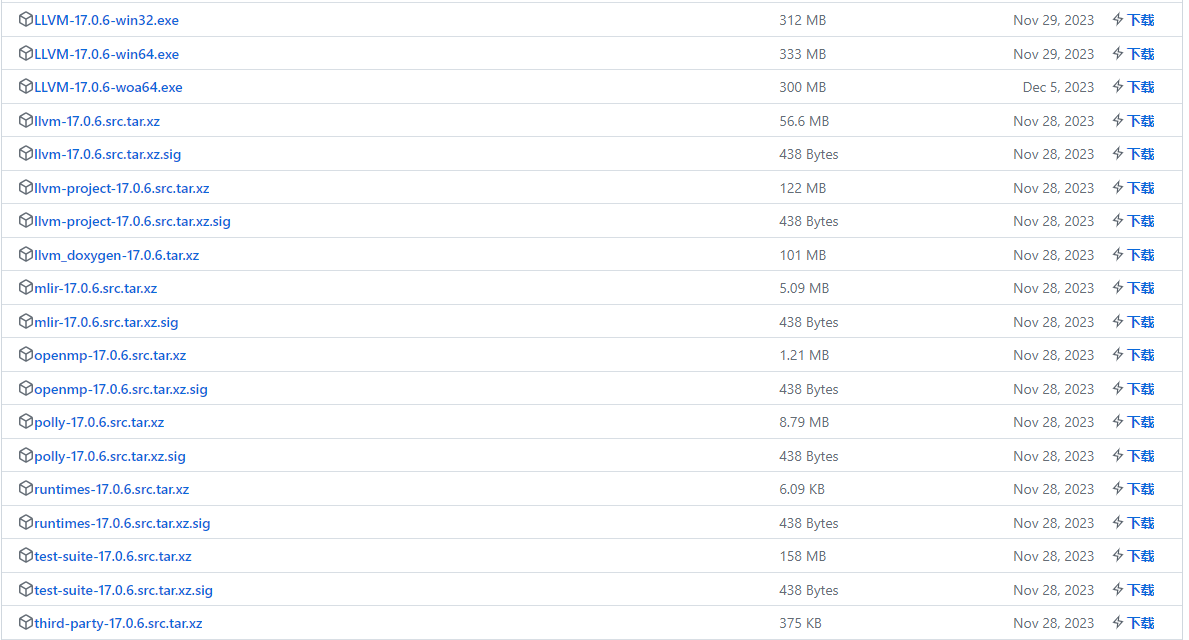 LLVM-17.0.6-win32.exe 312 MB Nov 29, 2023 下载
LLVM-17.0.6-win64.exe 333 MB Nov 29, 2023 下载
LLVM-17.0.6-woa64.exe 300 MB Dec 5, 2023 下载
llvm-17.0.6.src.tar.xz 56.6 MB Nov 28, 2023 下载
llvm-17.0.6.src.tar.xz.sig 438 Bytes Nov 28, 2023 下载
llvm-project-17.0.6.src.tar.xz 122 MB Nov 28, 2023 下载
llvm-project-17.0.6.src.tar.xz.sig 438 Bytes Nov 28, 2023 下载
llvm_doxygen-17.0.6.tar.xz 101 MB Nov 28, 2023 下载
mlir-17.0.6.src.tar.xz 5.09 MB Nov 28, 2023 下载
mlir-17.0.6.src.tar.xz.sig 438 Bytes Nov 28, 2023 下载
openmp-17.0.6.src.tar.xz 1.21 MB Nov 28, 2023 下载
openmp-17.0.6.src.tar.xz.sig 438 Bytes Nov 28, 2023 下载
polly-17.0.6.src.tar.xz 8.79 MB Nov 28, 2023 下载
polly-17.0.6.src.tar.xz.sig 438 Bytes Nov 28, 2023 下载
runtimes-17.0.6.src.tar.xz 6.09 KB Nov 28, 2023 下载
runtimes-17.0.6.src.tar.xz.sig 438 Bytes Nov 28, 2023 下载
test-suite-17.0.6.src.tar.xz 158 MB Nov 28, 2023 下载
test-suite-17.0.6.src.tar.xz.sig 438 Bytes Nov 28, 2023 下载
third-party-17.0.6.src.tar.xz 375 KB Nov 28, 2023 下载